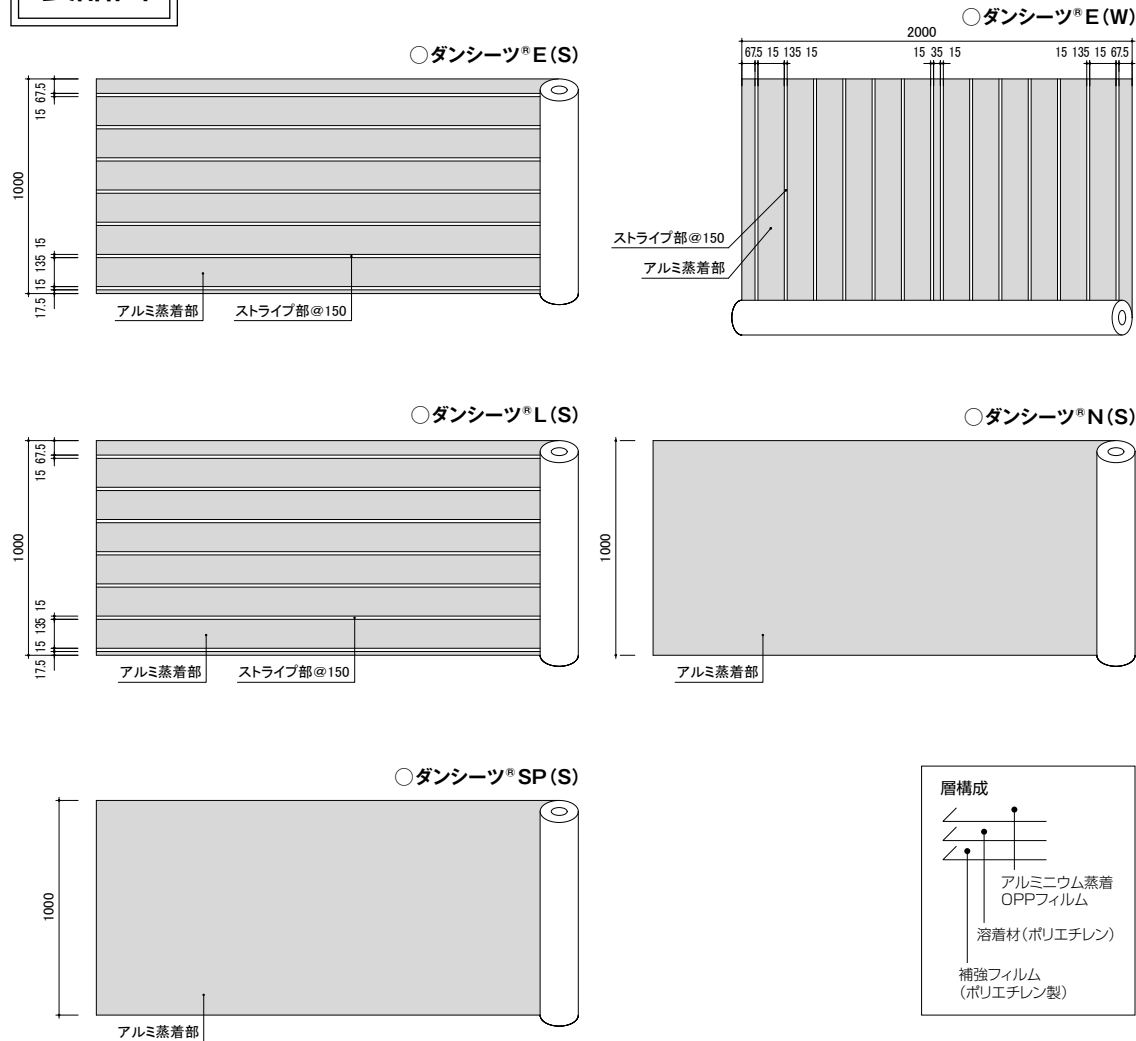 ○ダンシーツ®E(S)
1000
15 67.5
17.5 15 135 15
アルミ蒸着部
ストライプ部@150
○ダンシーツ®E(W)
2000
67.5 15 135 15
15 35 15
15 135 15 67.5
ストライプ部@150
アルミ蒸着部
○ダンシーツ®L(S)
1000
15 67.5
17.5 15 135 15
アルミ蒸着部
ストライプ部@150
○ダンシーツ®N(S)
1000
アルミ蒸着部
○ダンシーツ®SP(S)
1000
アルミ蒸着部
層構成
アルミニウム蒸着
OPPフィルム
溶着材(ポリエチレン)
補強フィルム
(ポリエチレン製)